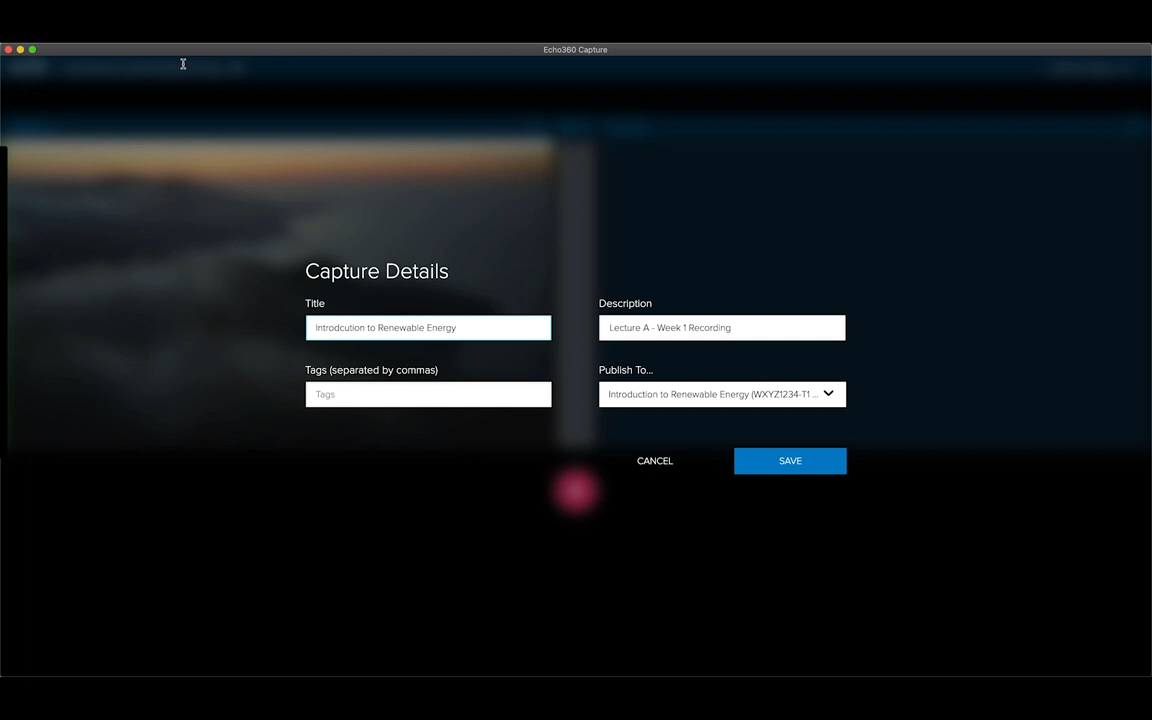 Echo360 Capture
Capture Details
Title
Description
Introdcution to Renewable Energy
Lecture A - Week 1 Recording
Tags (separated by commas)
Publish To...
Tags
Introduction to Renewable Energy (WXYZ1234-T1 ...
CANCEL
SAVE